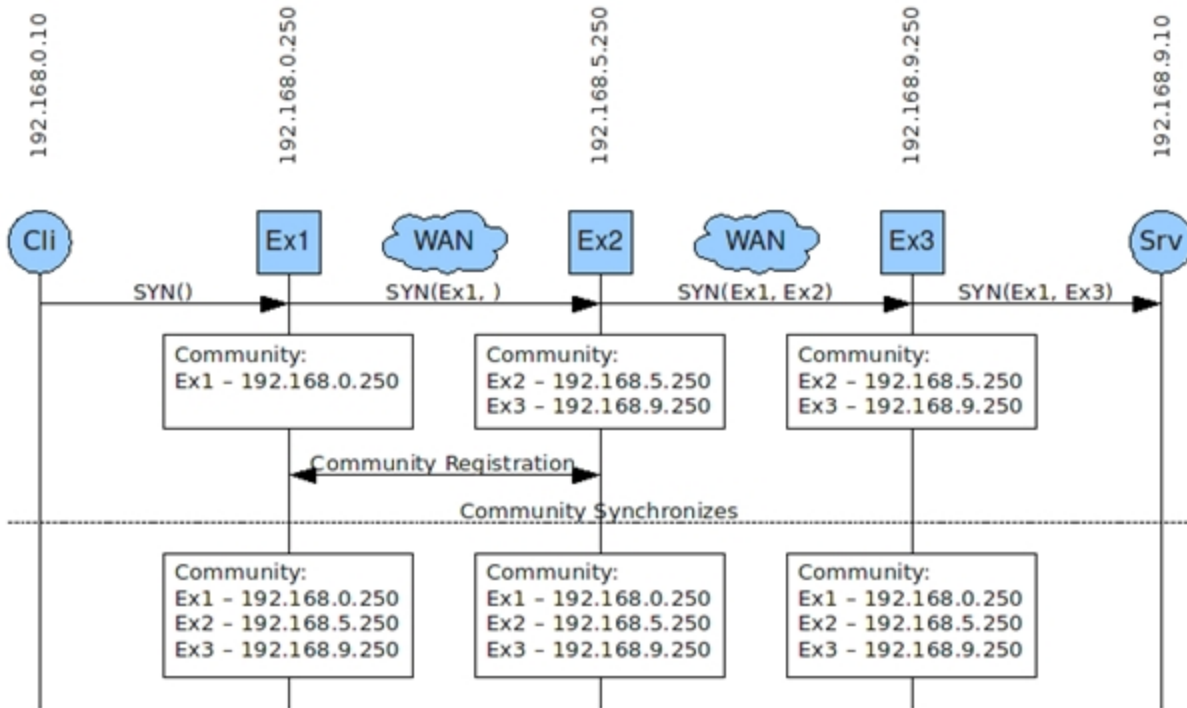 192.168.0.10
192.168.0.250
192.168.5.250
192.168.9.250
192.168.9.10
Cli
Ex1
WAN
Ex2
WAN
Ex3
Srv
SYN()
SYN(Ex1, )
SYN(Ex1, Ex2)
SYN(Ex1, Ex3)
Community:
Ex1 – 192.168.0.250
Community:
Ex2 – 192.168.5.250
Ex3 – 192.168.9.250
Community:
Ex2 – 192.168.5.250
Ex3 – 192.168.9.250
Community Registration
Community Synchronizes
Community:
Ex1 – 192.168.0.250
Ex2 – 192.168.5.250
Ex3 – 192.168.9.250
Community:
Ex1 – 192.168.0.250
Ex2 – 192.168.5.250
Ex3 – 192.168.9.250
Community:
Ex1 – 192.168.0.250
Ex2 – 192.168.5.250
Ex3 – 192.168.9.250